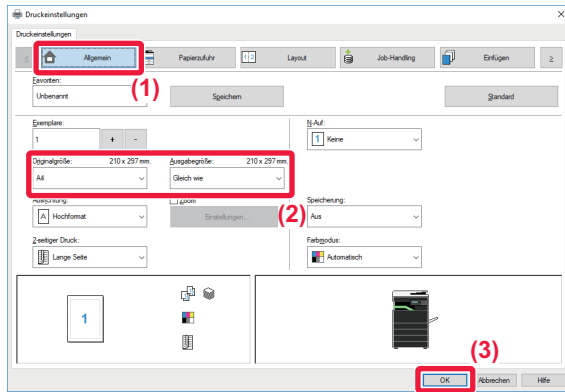 Druckeinstellungen
Druckeinstellungen
Allgemein
Papierzufuhr
1 2
Layout
Job-Handling
Einfügen
(1)
Favoriten:
Unbenannt
Speichern
Standard
Exemplare:
1
+
-
N-Auf:
1 Keine
Originalgröße: 210 x 297 mm.
Ausgabegröße: 210 x 297 mm.
A4
Gleich wie
(2)
Ausrichtung:
Zoom
Speicherung:
A Hochformat
Einstellungen...
Aus
2-seitiger Druck:
Farbmodus:
Lange Seite
Automatisch
1
(3)
OK
Abbrechen
Hilfe